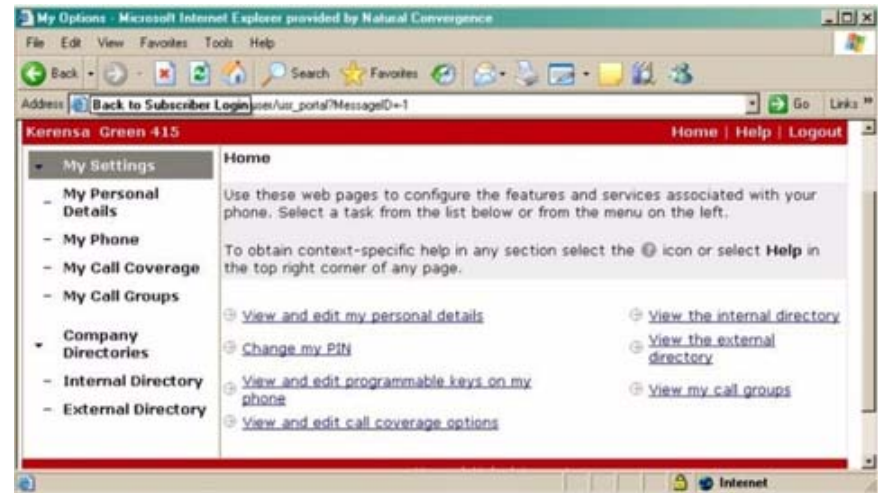 My Options - Microsoft Internet Explorer provided by Natural Convergence
File Edit View Favorites Tools Help
Back Search Favorites
Address Back to Subscriber Login user/usr_portal?MessageID=-1 Go Links »
Kerensa Green 415 Home | Help | Logout
My Settings
My Personal
Details
- My Phone
- My Call Coverage
- My Call Groups
Company
Directories
- Internal Directory
- External Directory
Home
Use these web pages to configure the features and services associated with your
phone. Select a task from the list below or from the menu on the left.
To obtain context-specific help in any section select the icon or select Help in
the top right corner of any page.
View and edit my personal details
Change my PIN
View and edit programmable keys on my
phone
View and edit call coverage options
View the internal directory
View the external
directory
View my call groups
Internet